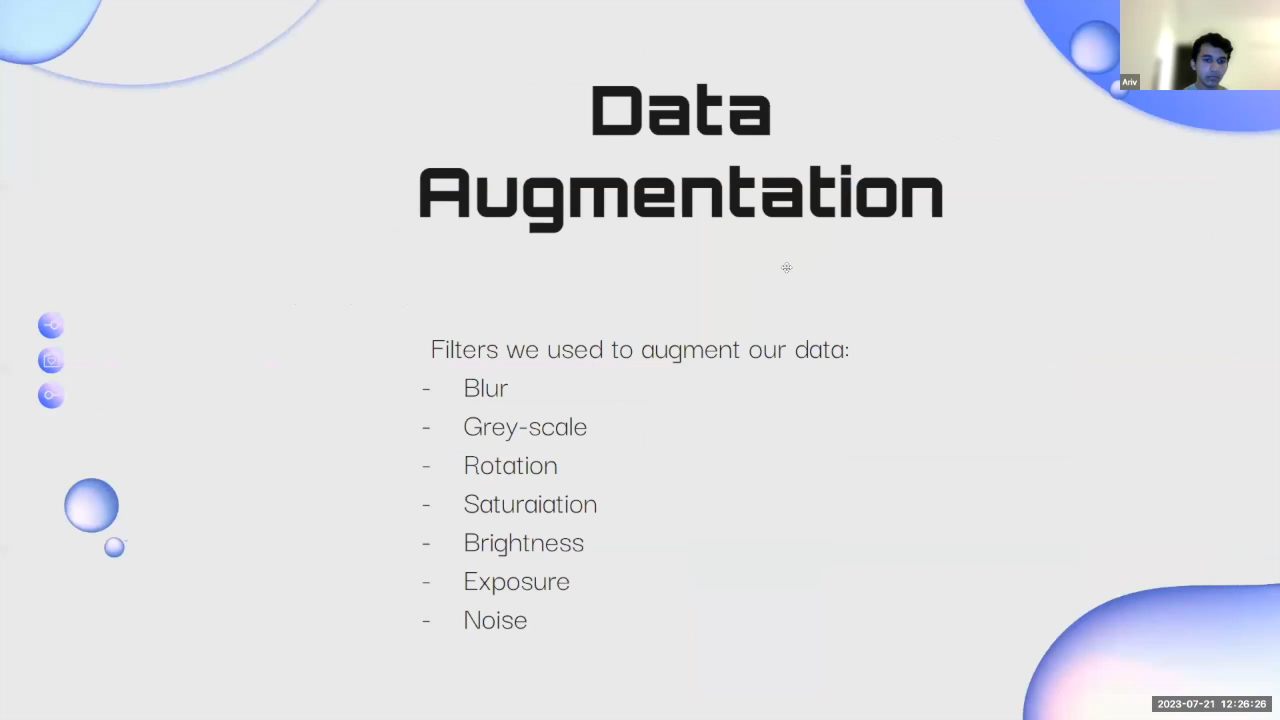 Data
Augmentation
Ariv
Filters we used to augment our data:
- Blur
- Grey-scale
- Rotation
- Saturaiation
- Brightness
- Exposure
- Noise
2023-07-21 12:26:26